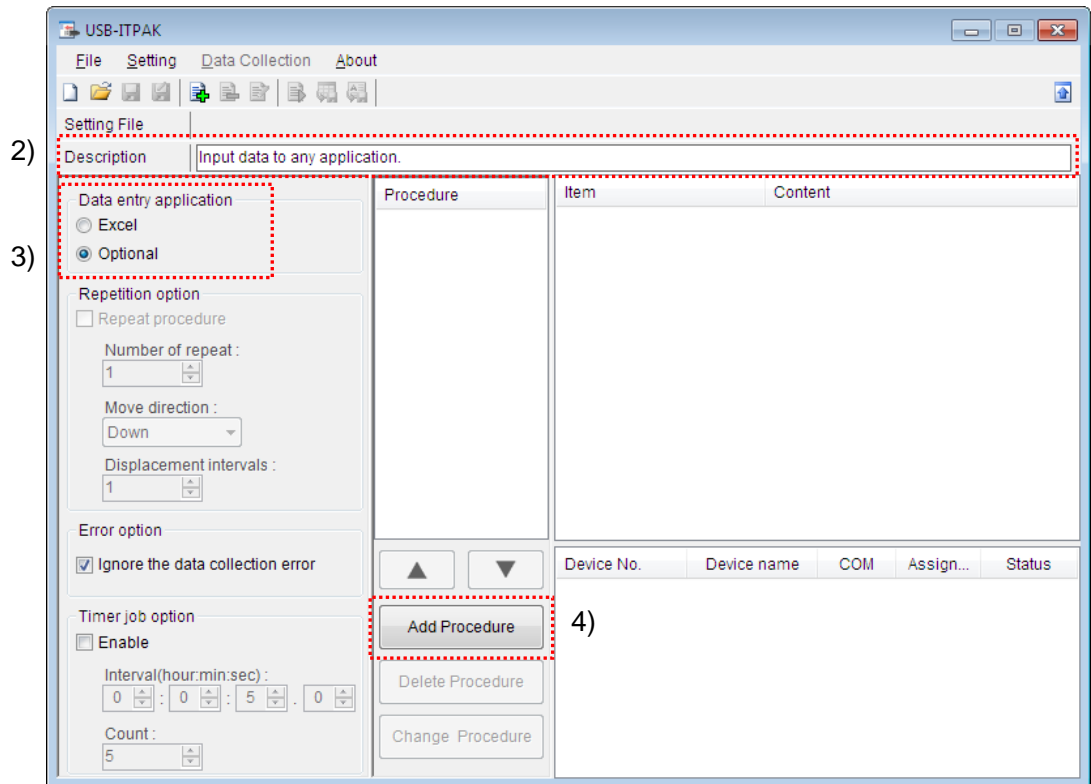 USB-ITPAK
File Setting Data Collection About
Setting File
2) Description Input data to any application.
Data entry application
Excel
3) Optional
Repetition option
Repeat procedure
Number of repeat :
1
Move direction :
Down
Displacement intervals :
1
Error option
Ignore the data collection error
Timer job option
Enable
Interval(hour:min:sec) :
0 : 0 : 5 . 0
Count :
5
Procedure
Add Procedure 4)
Delete Procedure
Change Procedure
Item Content
Device No. Device name COM Assign... Status